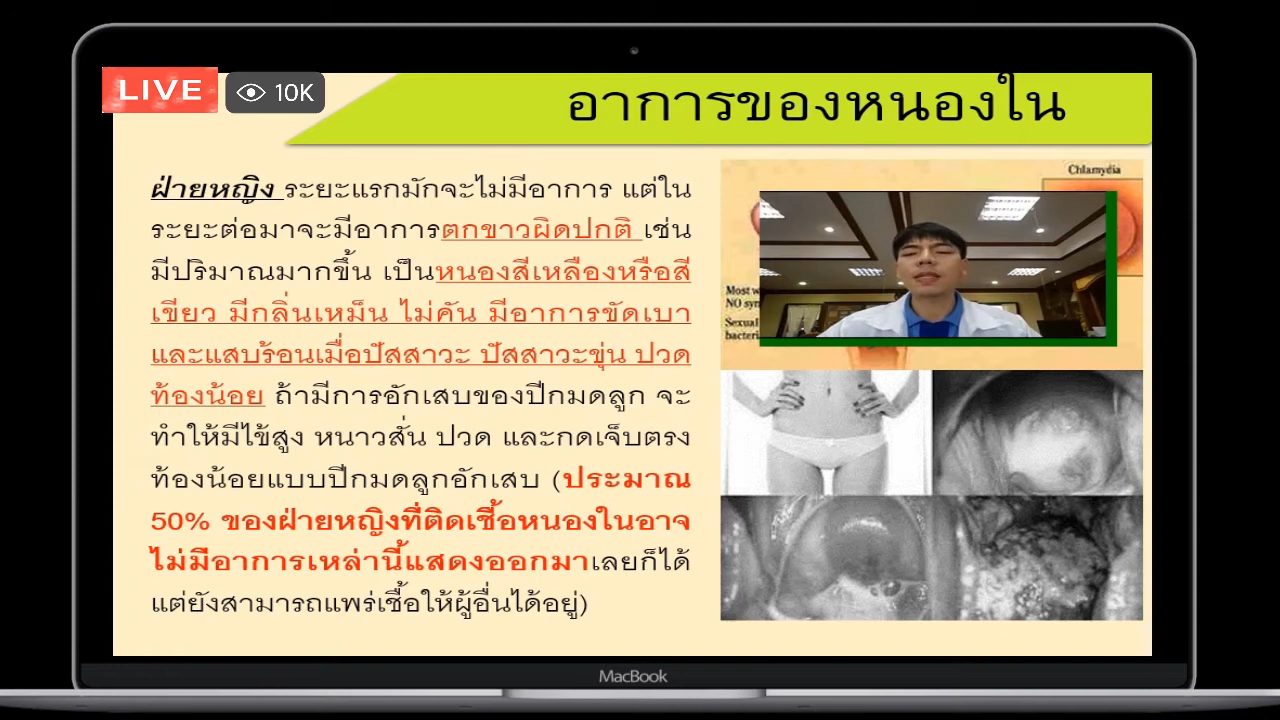 LIVE 10K
อาการของหนองใน
ฝ่ายหญิง ระยะแรกมักจะไม่มีอาการ แต่ใน
ระยะต่อมาจะมีอาการตกขาวผิดปกติ เช่น
มีปริมาณมากขึ้น เป็นหนองสีเหลืองหรือสี
เขียว มีกลิ่นเหม็น ไม่คัน มีอาการขัดเบา
และแสบร้อนเมื่อปัสสาวะ ปัสสาวะขุ่น ปวด
ท้องน้อย ถ้ามีการอักเสบของปีกมดลูก จะ
ทำให้มีไข้สูง หนาวสั่น ปวด และกดเจ็บตรง
ท้องน้อยแบบปีกมดลูกอักเสบ (ประมาณ
50% ของฝ่ายหญิงที่ติดเชื้อหนองในอาจ
ไม่มีอาการเหล่านี้แสดงออกมาเลยก็ได้
แต่ยังสามารถแพร่เชื้อให้ผู้อื่นได้อยู่)
Chlamydia
Most w
NO syn
Sexual
bacteri
MacBook